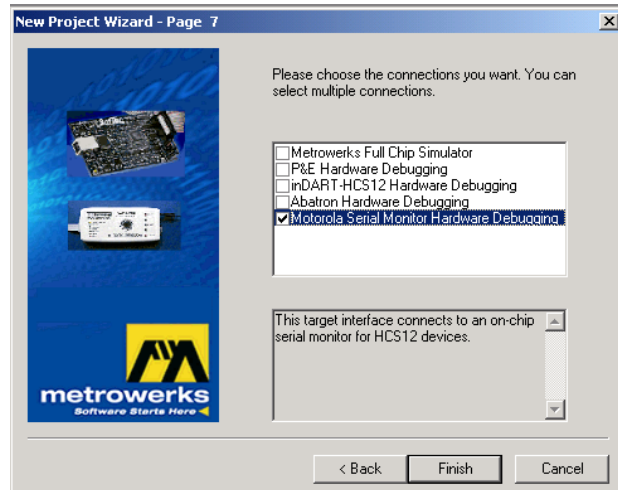 New Project Wizard - Page 7
Please choose the connections you want. You can
select multiple connections.
Metrowerks Full Chip Simulator
P&E Hardware Debugging
inDART-HCS12 Hardware Debugging
Abatron Hardware Debugging
Motorola Serial Monitor Hardware Debugging
This target interface connects to an on-chip
serial monitor for HCS12 devices.
metrowerks
Software Starts Here
< Back
Finish
Cancel